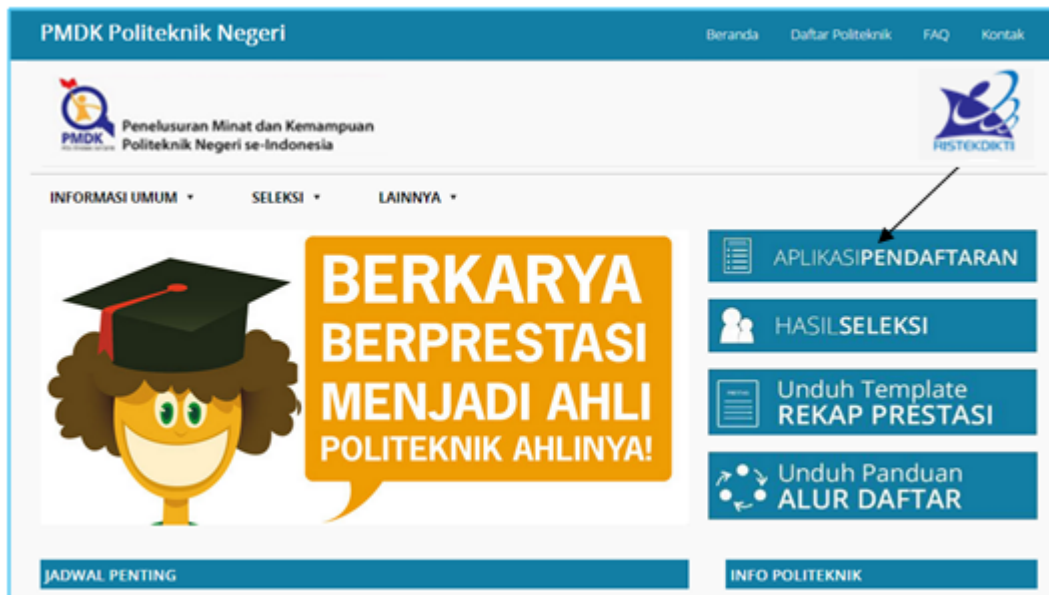 PMDK Politeknik Negeri
Beranda Daftar Politeknik FAQ Kontak
PMDK
Penelusuran Minat dan Kemampuan
Politeknik Negeri se-Indonesia
RISTEKDIKTI
INFORMASI UMUM SELEKSI LAINNYA
BERKARYA
BERPRESTASI
MENJADI AHLI
POLITEKNIK AHLINYA!
APLIKASIPENDAFTARAN
HASILSELEKSI
Unduh Template
REKAP PRESTASI
Unduh Panduan
ALUR DAFTAR
JADWAL PENTING
INFO POLITEKNIK